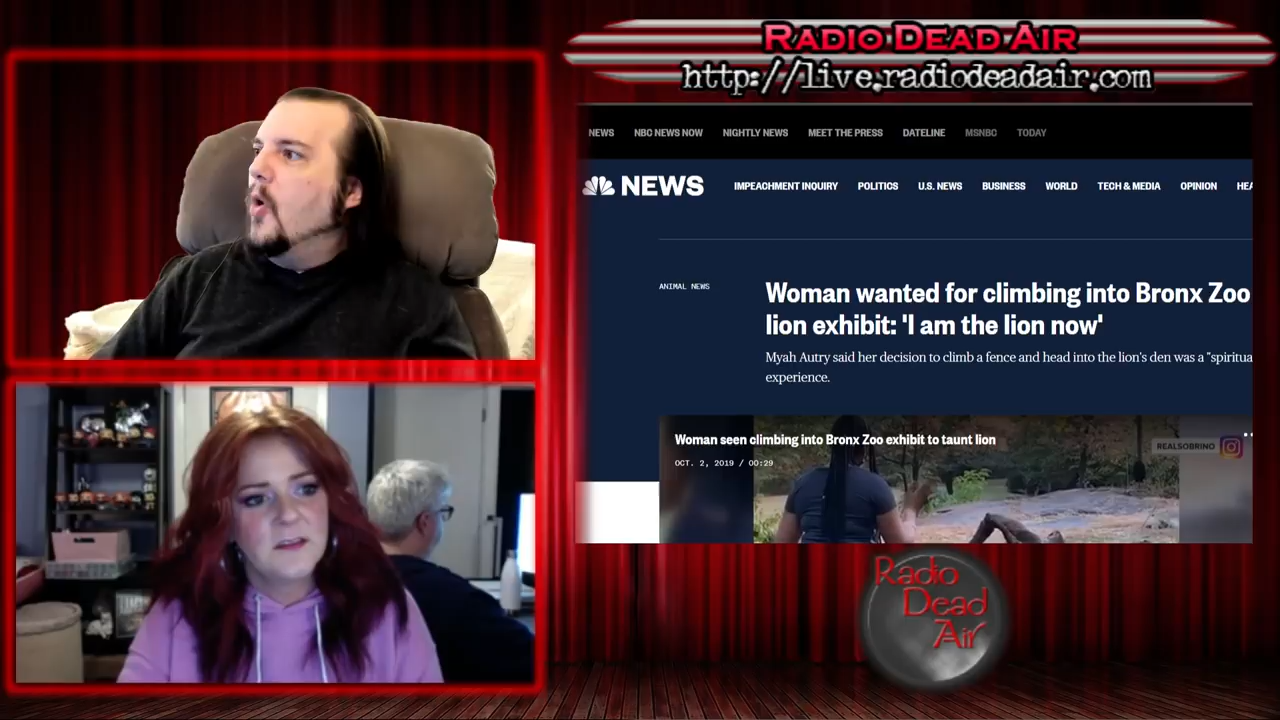 Radio Dead Air
http://live.radiodeadair.com
NEWS NBC NEWS NOW NIGHTLY NEWS MEET THE PRESS DATELINE MSNBC TODAY
NEWS IMPEACHMENT INQUIRY POLITICS U.S. NEWS BUSINESS WORLD TECH & MEDIA OPINION HEA
ANIMAL NEWS
Woman wanted for climbing into Bronx Zoo
lion exhibit: 'I am the lion now'
Myah Autry said her decision to climb a fence and head into the lion's den was a "spiritua
experience.
Woman seen climbing into Bronx Zoo exhibit to taunt lion
OCT. 2, 2019 / 00:29
REALSOBRINO
Radio
Dead
Air